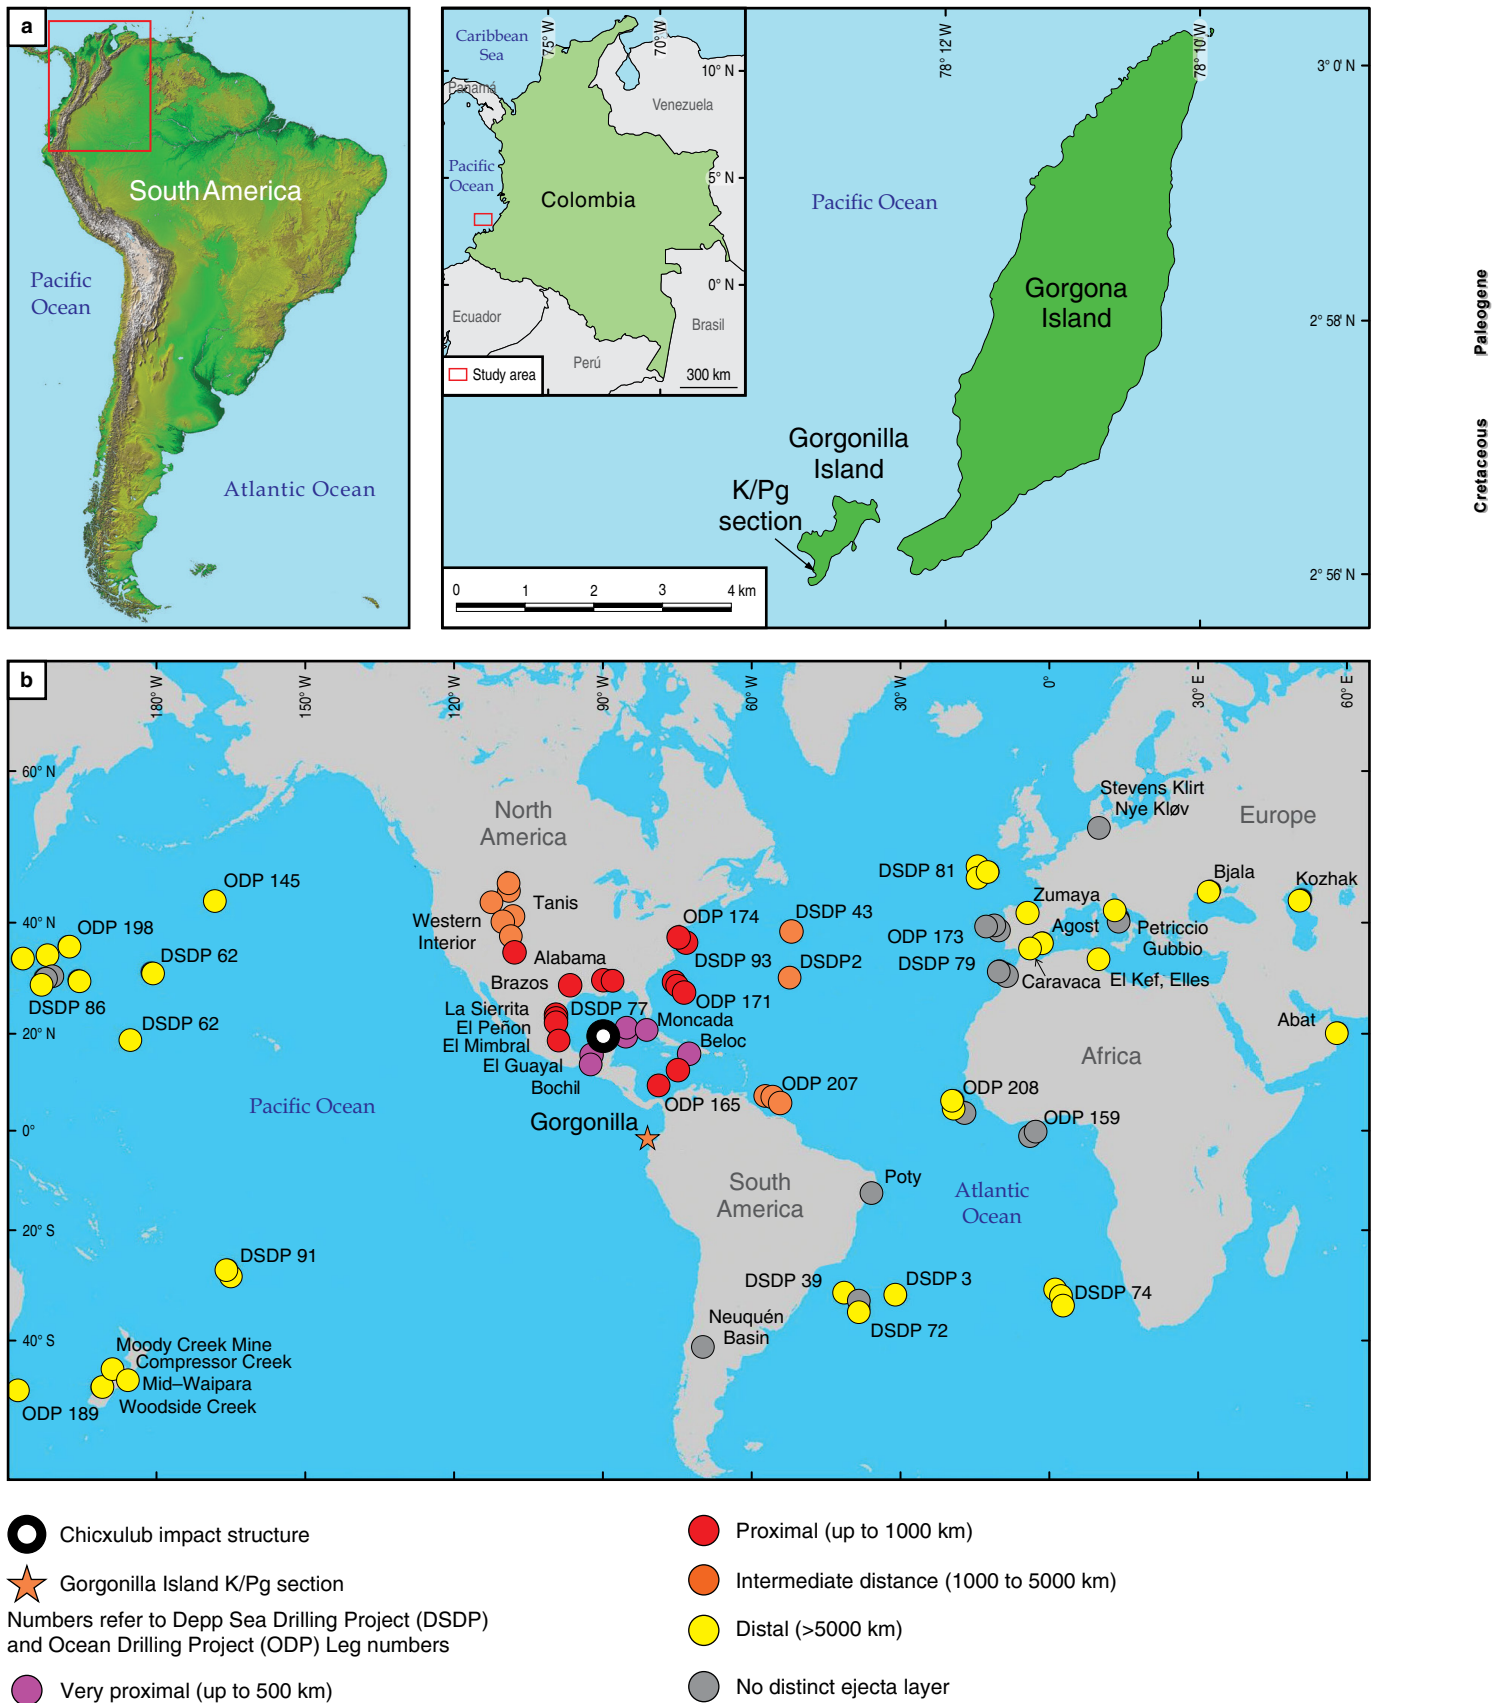 a
South America
Pacific
Ocean
Atlantic Ocean
Caribbean
Sea
75° W
70° W
10° N
Panamá
Venezuela
Pacific
Ocean
5° N
Colombia
0° N
Ecuador
Brasil
Perú
Study area
300 km
78° 12' W
78° 10' W
3° 0' N
Pacific Ocean
Gorgona
Island
2° 58' N
Gorgonilla
Island
K/Pg
section
2° 56' N
0 1 2 3 4 km
Paleogene
Cretaceous
b
180° W
150° W
120° W
90° W
60° W
30° W
0°
30° E
60° E
60° N
40° N
20° N
0°
20° S
40° S
North
America
Europe
Stevens Klirt
Nye Kløv
ODP 145
Tanis
DSDP 81
Zumaya
Bjala
Kozhak
ODP 198
Western
Interior
ODP 174
DSDP 43
ODP 173
Agost
Petriccio
Gubbio
DSDP 62
Alabama
DSDP 93
DSDP2
DSDP 79
Caravaca
El Kef, Elles
Brazos
DSDP 86
La Sierrita
DSDP 77
ODP 171
DSDP 62
El Peñon
Moncada
Abat
El Mimbral
Beloc
Africa
El Guayal
Bochil
ODP 207
ODP 208
Pacific Ocean
ODP 165
ODP 159
Gorgonilla
South
America
Poty
Atlantic
Ocean
DSDP 91
DSDP 39
DSDP 3
DSDP 74
Neuquén
Basin
DSDP 72
Moody Creek Mine
Compressor Creek
Mid–Waipara
Woodside Creek
ODP 189
Chicxulub impact structure
Gorgonilla Island K/Pg section
Numbers refer to Depp Sea Drilling Project (DSDP)
and Ocean Drilling Project (ODP) Leg numbers
Very proximal (up to 500 km)
Proximal (up to 1000 km)
Intermediate distance (1000 to 5000 km)
Distal (>5000 km)
No distinct ejecta layer